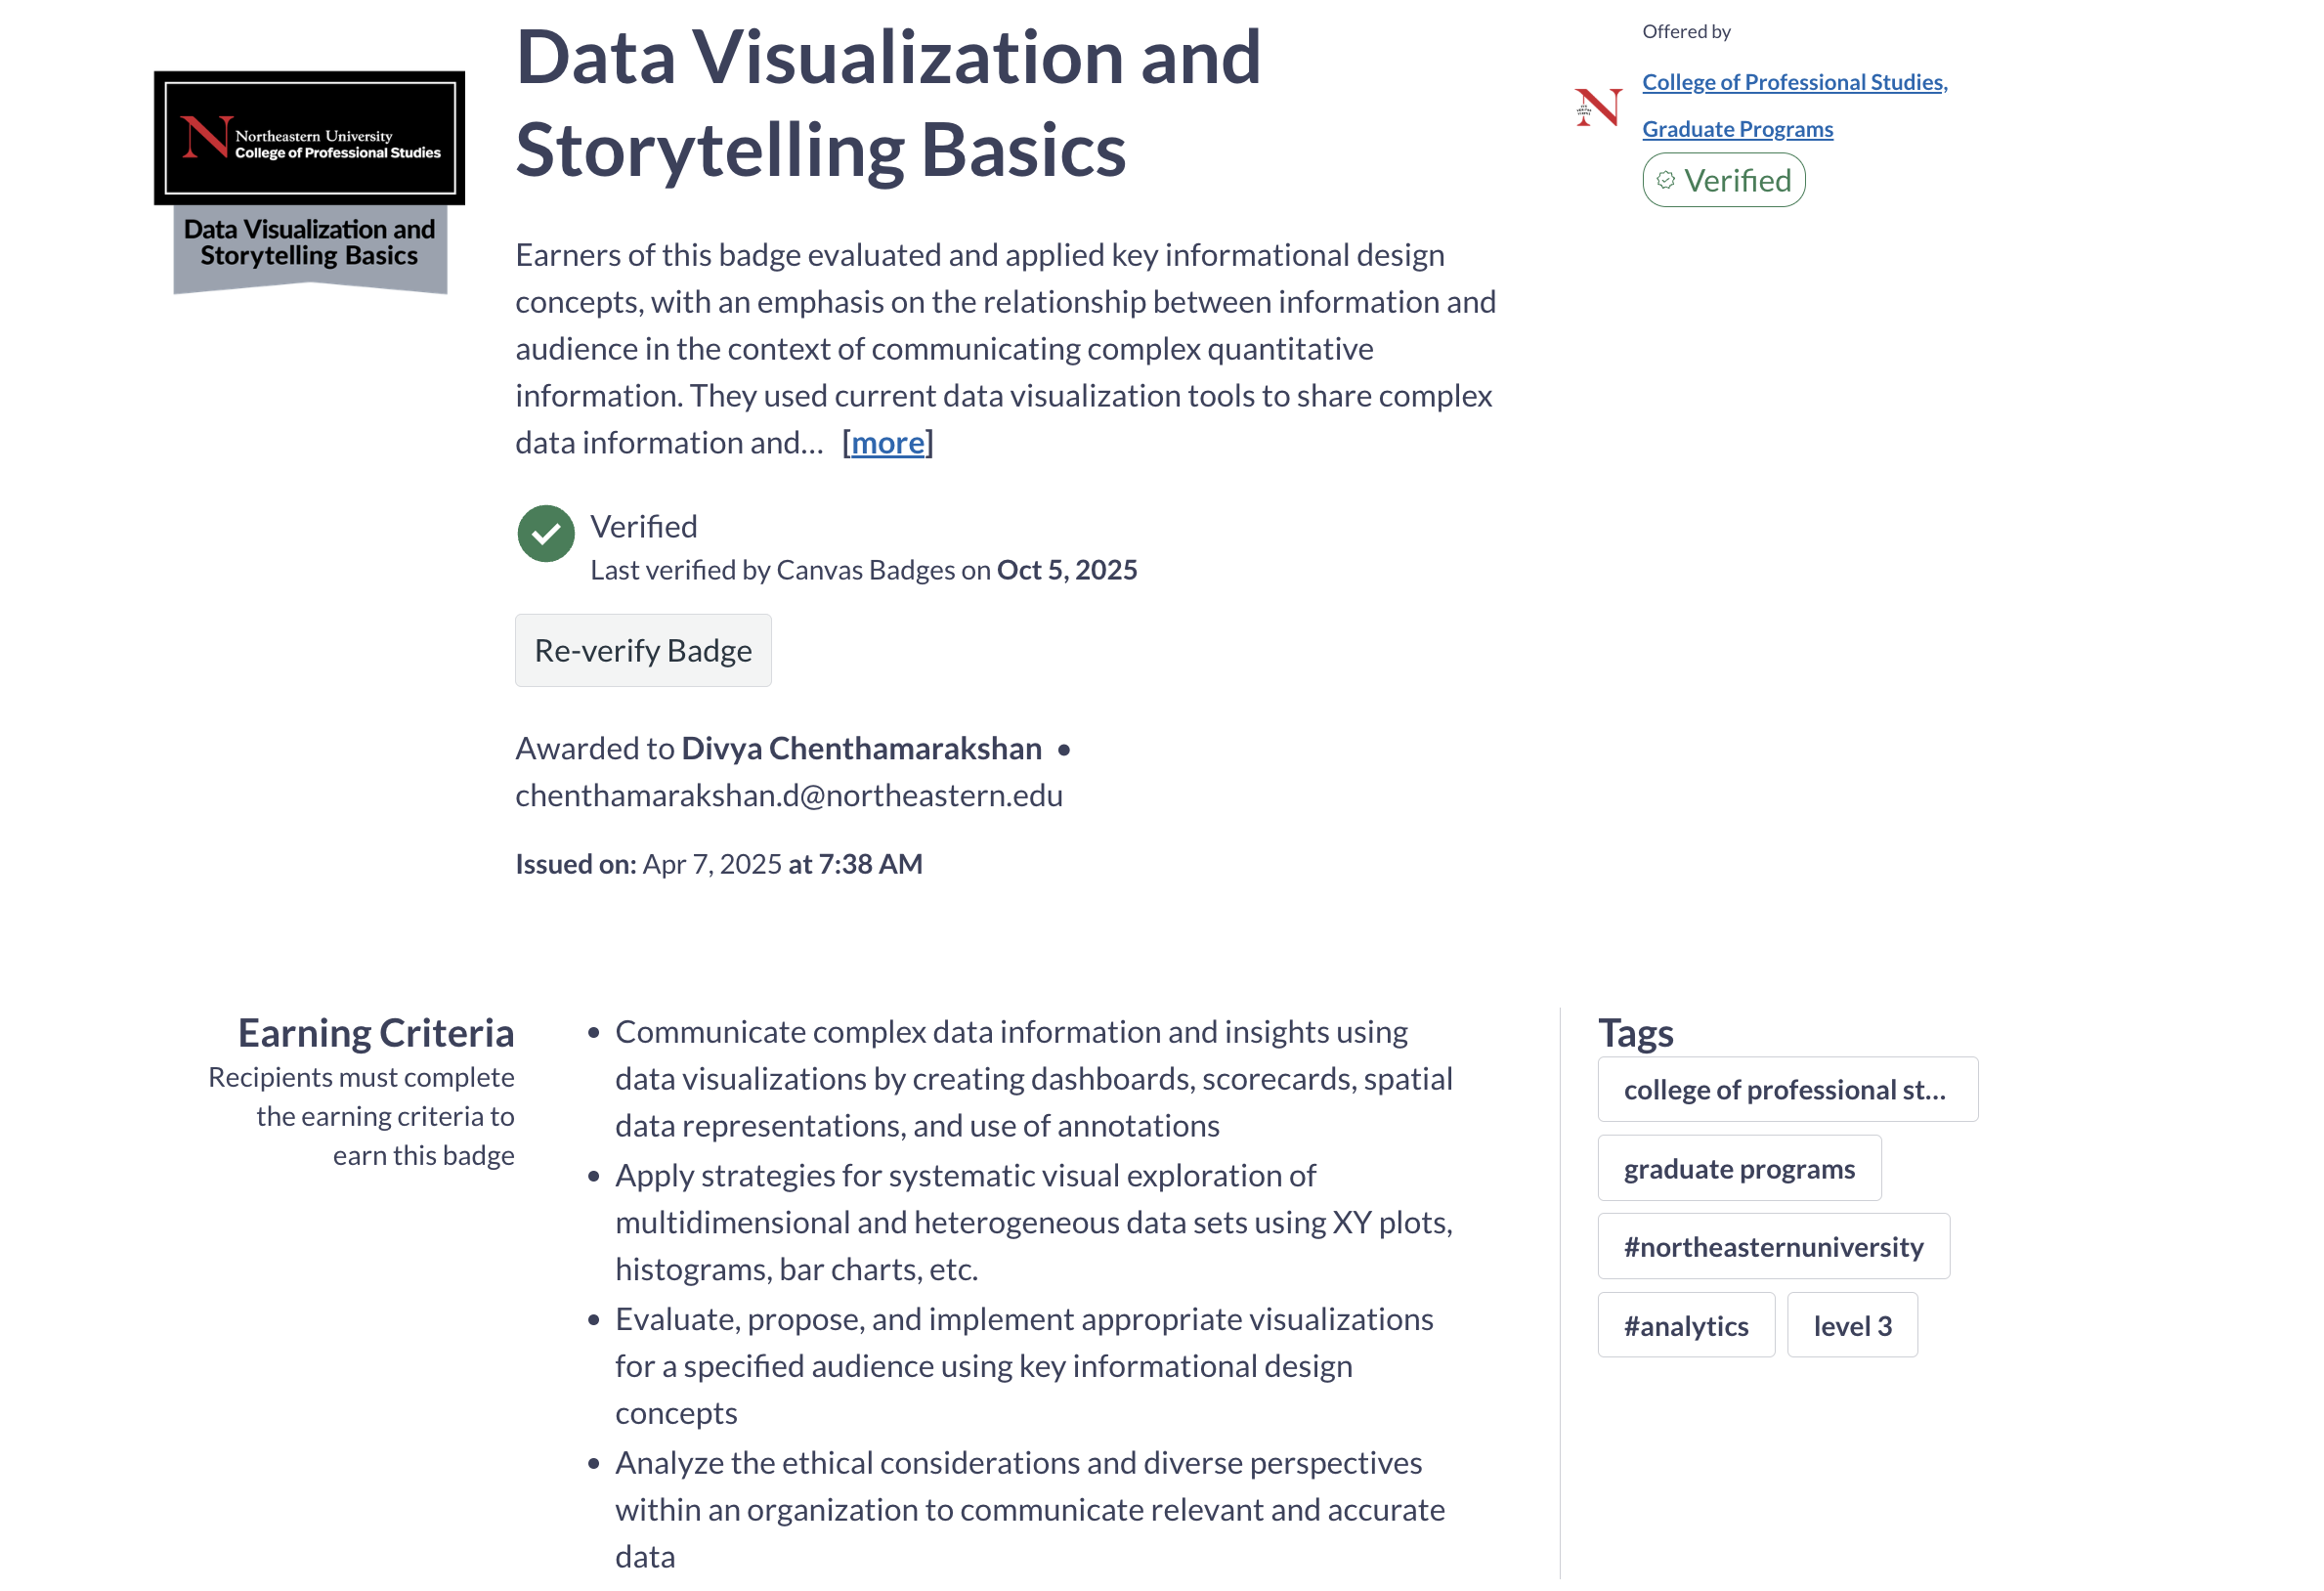 Northeastern University
College of Professional Studies
Data Visualization and
Storytelling Basics
Data Visualization and
Storytelling Basics
Earners of this badge evaluated and applied key informational design
concepts, with an emphasis on the relationship between information and
audience in the context of communicating complex quantitative
information. They used current data visualization tools to share complex
data information and... [more]
Verified
Last verified by Canvas Badges on Oct 5, 2025
Re-verify Badge
Awarded to Divya Chenthamarakshan •
chenthamarakshan.d@northeastern.edu
Issued on: Apr 7, 2025 at 7:38 AM
Offered by
College of Professional Studies,
Graduate Programs
Verified
Earning Criteria
Recipients must complete
the earning criteria to
earn this badge
• Communicate complex data information and insights using
data visualizations by creating dashboards, scorecards, spatial
data representations, and use of annotations
• Apply strategies for systematic visual exploration of
multidimensional and heterogeneous data sets using XY plots,
histograms, bar charts, etc.
• Evaluate, propose, and implement appropriate visualizations
for a specified audience using key informational design
concepts
• Analyze the ethical considerations and diverse perspectives
within an organization to communicate relevant and accurate
data
Tags
college of professional st...
graduate programs
#northeasternuniversity
#analytics
level 3